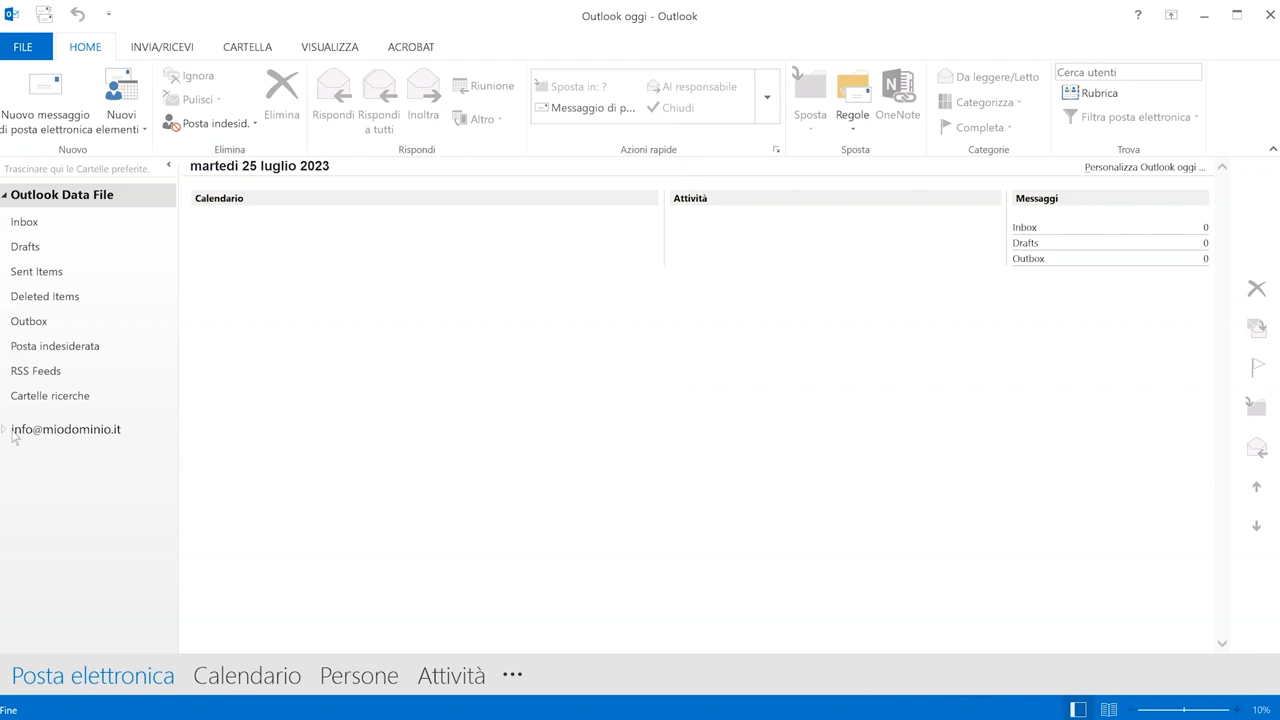 Outlook oggi - Outlook
?
FILE
HOME
INVIA/RICEVI
CARTELLA
VISUALIZZA
ACROBAT
Nuovo messaggio
di posta elettronica
Nuovi
elementi
Nuovo
Ignora
Pulisci
Posta indesid.
Elimina
Elimina
Rispondi
Rispondi
a tutti
Inoltra
Riunione
Altro
Rispondi
Sposta in: ?
Messaggio di p...
Al responsabile
Chiudi
Azioni rapide
Sposta
Regole
OneNote
Sposta
Da leggere/Letto
Categorizza
Completa
Categorie
Cerca utenti
Rubrica
Filtra posta elettronica
Trova
Trascinare qui le Cartelle preferite.
Outlook Data File
Inbox
Drafts
Sent Items
Deleted Items
Outbox
Posta indesiderata
RSS Feeds
Cartelle ricerche
info@miodominio.it
martedì 25 luglio 2023
Personalizza Outlook oggi ...
Calendario
Attività
Messaggi
Inbox 0
Drafts 0
Outbox 0
Posta elettronica Calendario Persone Attività ...
Fine
10%